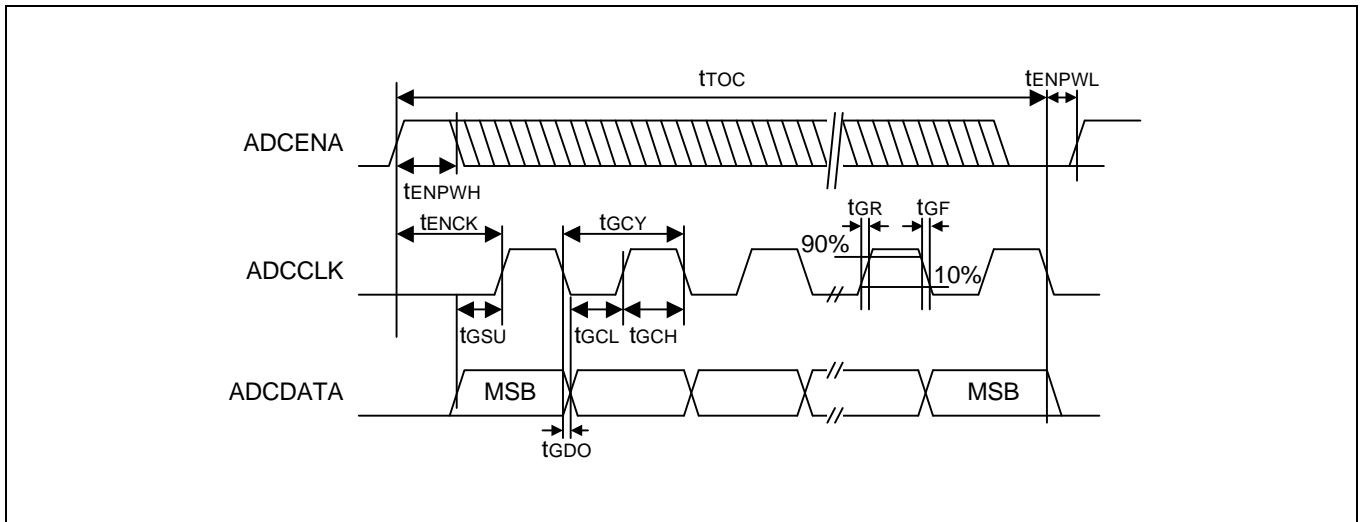 tTOC
tENPWL
ADCENA
tENPWH
tENCK
tGCY
tGR
tGF
90%
ADCCLK
10%
tGSU
tGCL
tGCH
ADCDATA
MSB
MSB
tGDO